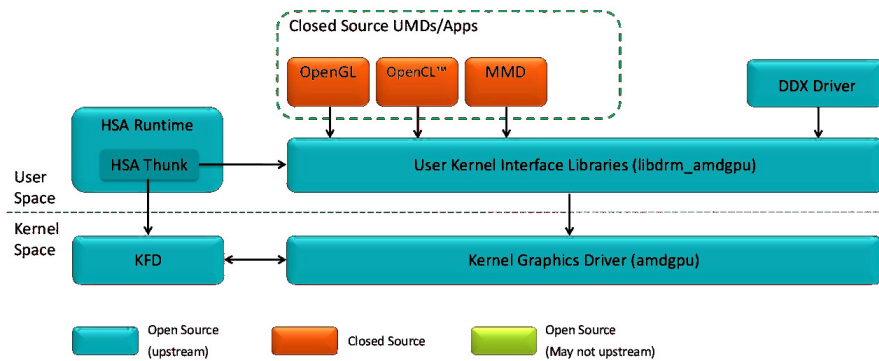 Closed Source UMDs/Apps
OpenGL
OpenCL™
MMD
DDX Driver
HSA Runtime
HSA Thunk
User Kernel Interface Libraries (libdrm_amdgpu)
User
Space
Kernel
Space
KFD
Kernel Graphics Driver (amdgpu)
Open Source
(upstream)
Closed Source
Open Source
(May not upstream)